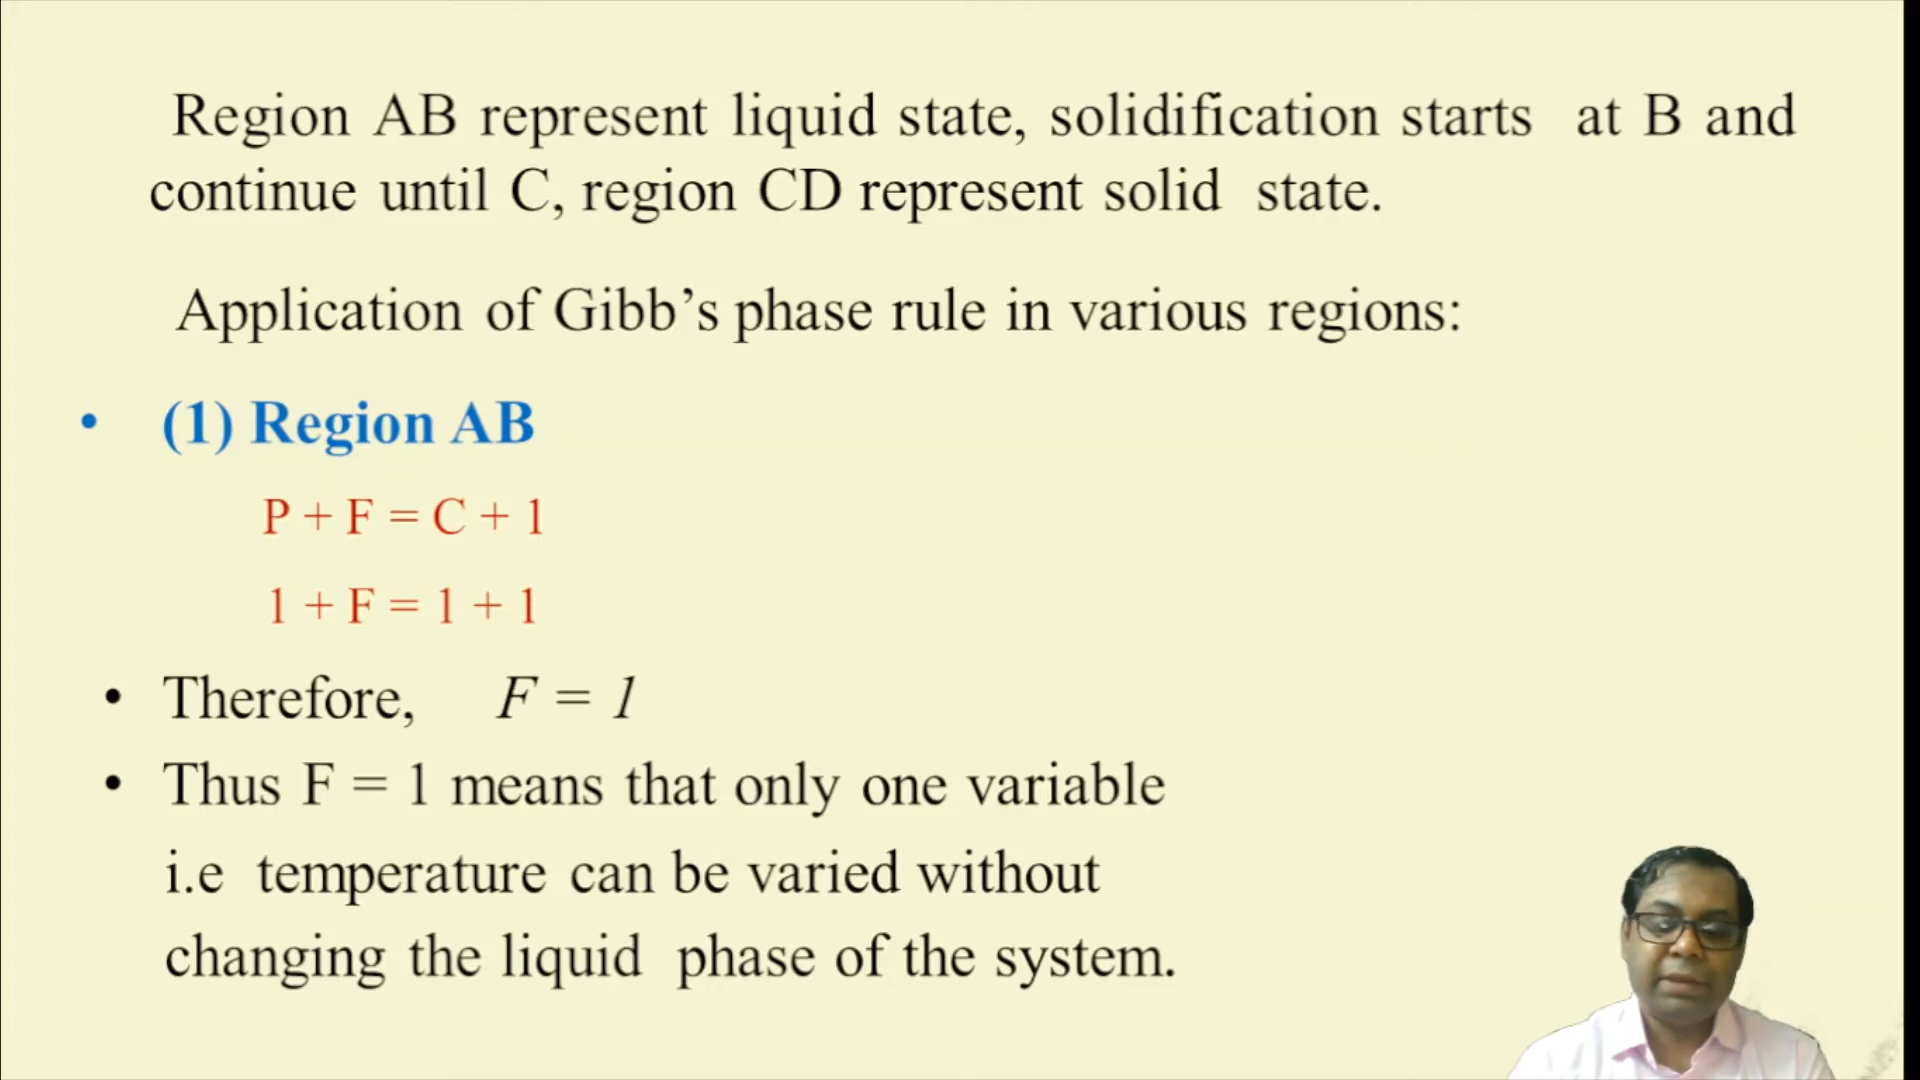 Region AB represent liquid state, solidification starts at B and
continue until C, region CD represent solid state.
Application of Gibb’s phase rule in various regions:
• (1) Region AB
P + F = C + 1
1 + F = 1 + 1
• Therefore, F = 1
• Thus F = 1 means that only one variable
i.e temperature can be varied without
changing the liquid phase of the system.